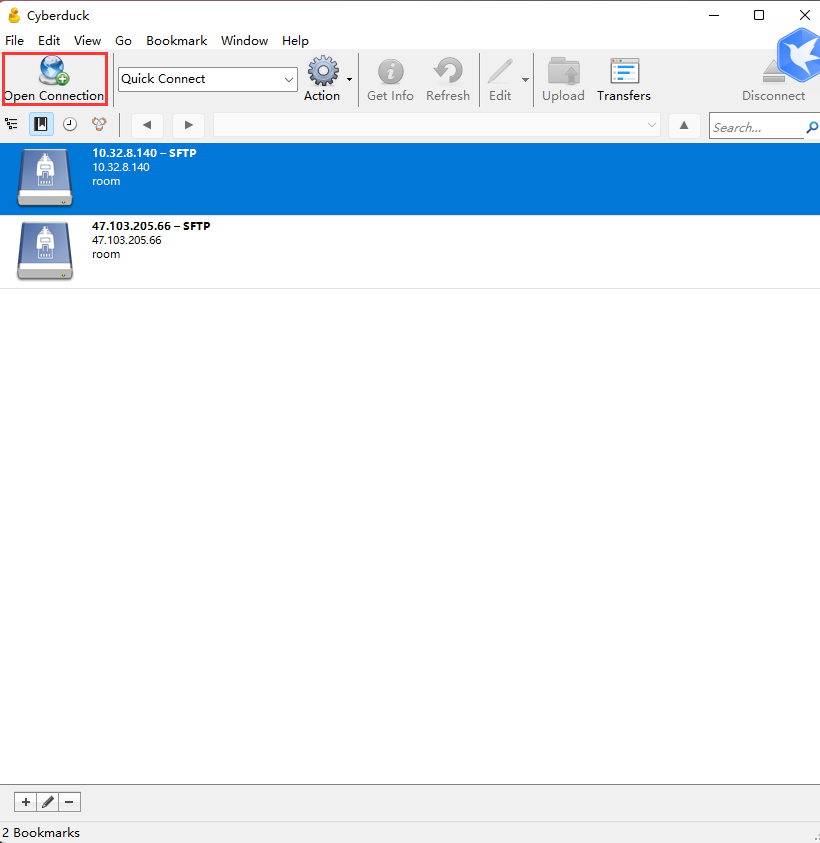 Cyberduck
File Edit View Go Bookmark Window Help
Open Connection
Quick Connect
Action
Get Info
Refresh
Edit
Upload
Transfers
Disconnect
Search...
10.32.8.140 – SFTP
10.32.8.140
room
47.103.205.66 – SFTP
47.103.205.66
room
2 Bookmarks